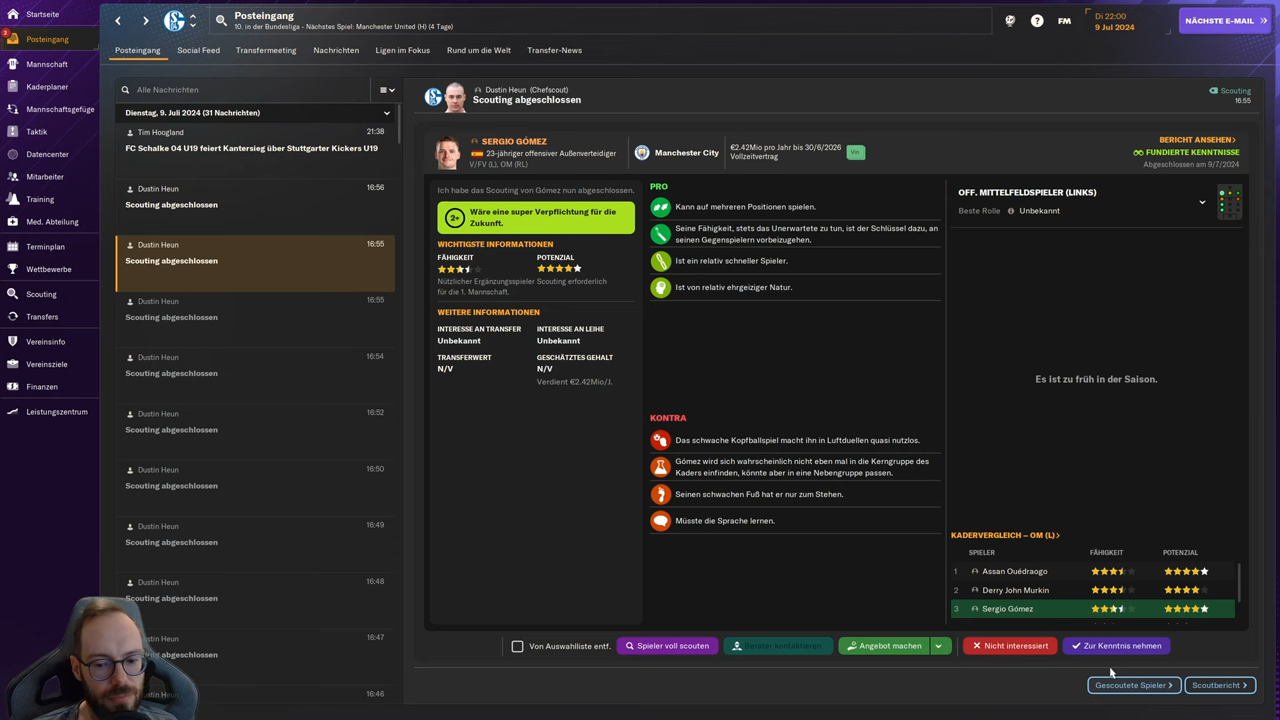 Startseite
3
Posteingang
Mannschaft
Kaderplaner
Mannschaftsgefüge
Taktik
Datencenter
Mitarbeiter
Training
Med. Abteilung
Terminplan
Wettbewerbe
Scouting
Transfers
Vereinsinfo
Vereinsziele
Finanzen
Leistungszentrum
Posteingang
10. in der Bundesliga - Nächstes Spiel: Manchester United (H) (4 Tage)
FM
Di 22:00
9 Jul 2024
NÄCHSTE E-MAIL
Posteingang
Social Feed
Transfermeeting
Nachrichten
Ligen im Fokus
Rund um die Welt
Transfer-News
Alle Nachrichten
Dienstag, 9. Juli 2024 (31 Nachrichten)
Tim Hoogland
21:38
FC Schalke 04 U19 feiert Kantersieg über Stuttgarter Kickers U19
Dustin Heun
16:56
Scouting abgeschlossen
Dustin Heun
16:55
Scouting abgeschlossen
Dustin Heun
16:55
Scouting abgeschlossen
Dustin Heun
16:54
Scouting abgeschlossen
Dustin Heun
16:52
Scouting abgeschlossen
Dustin Heun
16:50
Scouting abgeschlossen
Dustin Heun
16:49
Scouting abgeschlossen
Dustin Heun
16:48
Scouting abgeschlossen
Dustin Heun
16:47
Scouting abgeschlossen
16:46
Dustin Heun (Chefscout)
Scouting abgeschlossen
Scouting
16:55
SERGIO GÓMEZ
23-jähriger offensiver Außenverteidiger
V/FV (L), OM (RL)
Manchester City
€2.42Mio pro Jahr bis 30/6/2026
Vollzeitvertrag
Vin
BERICHT ANSEHEN
FUNDIERTE KENNTNISSE
Abgeschlossen am 9/7/2024
Ich habe das Scouting von Gómez nun abgeschlossen.
2+
Wäre eine super Verpflichtung für die
Zukunft.
WICHTIGSTE INFORMATIONEN
FÄHIGKEIT
POTENZIAL
Nützlicher Ergänzungsspieler
für die 1. Mannschaft.
Scouting erforderlich
WEITERE INFORMATIONEN
INTERESSE AN TRANSFER
INTERESSE AN LEIHE
Unbekannt
Unbekannt
TRANSFERWERT
GESCHÄTZTES GEHALT
N/V
N/V
Verdient €2.42Mio/J.
PRO
Kann auf mehreren Positionen spielen.
Seine Fähigkeit, stets das Unerwartete zu tun, ist der Schlüssel dazu, an
seinen Gegenspielern vorbeizugehen.
Ist ein relativ schneller Spieler.
Ist von relativ ehrgeiziger Natur.
KONTRA
Das schwache Kopfballspiel macht ihn in Luftduellen quasi nutzlos.
Gómez wird sich wahrscheinlich nicht eben mal in die Kerngruppe des
Kaders einfinden, könnte aber in eine Nebengruppe passen.
Seinen schwachen Fuß hat er nur zum Stehen.
Müsste die Sprache lernen.
OFF. MITTELFELDSPIELER (LINKS)
Beste Rolle
Unbekannt
Es ist zu früh in der Saison.
KADERVERGLEICH – OM (L)
SPIELER
FÄHIGKEIT
POTENZIAL
1 Assan Ouédraogo
2 Derry John Murkin
3 Sergio Gómez
Von Auswahlliste entf.
Spieler voll scouten
Berater kontaktieren
Angebot machen
Nicht interessiert
Zur Kenntnis nehmen
Gescoutete Spieler
Scoutbericht